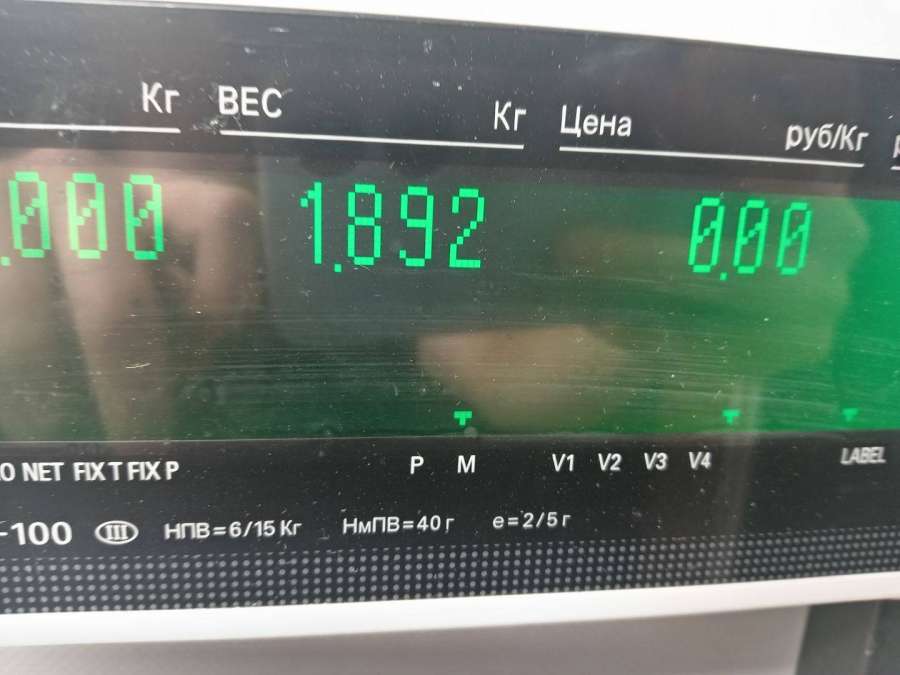 Кг ВЕС Кг Цена руб/Кг
.000 1.892 0.00
NET FIX T FIX P P M V1 V2 V3 V4 LABEL
-100 III НПВ=6/15 Кг НмПВ=40 г e=2/5 г